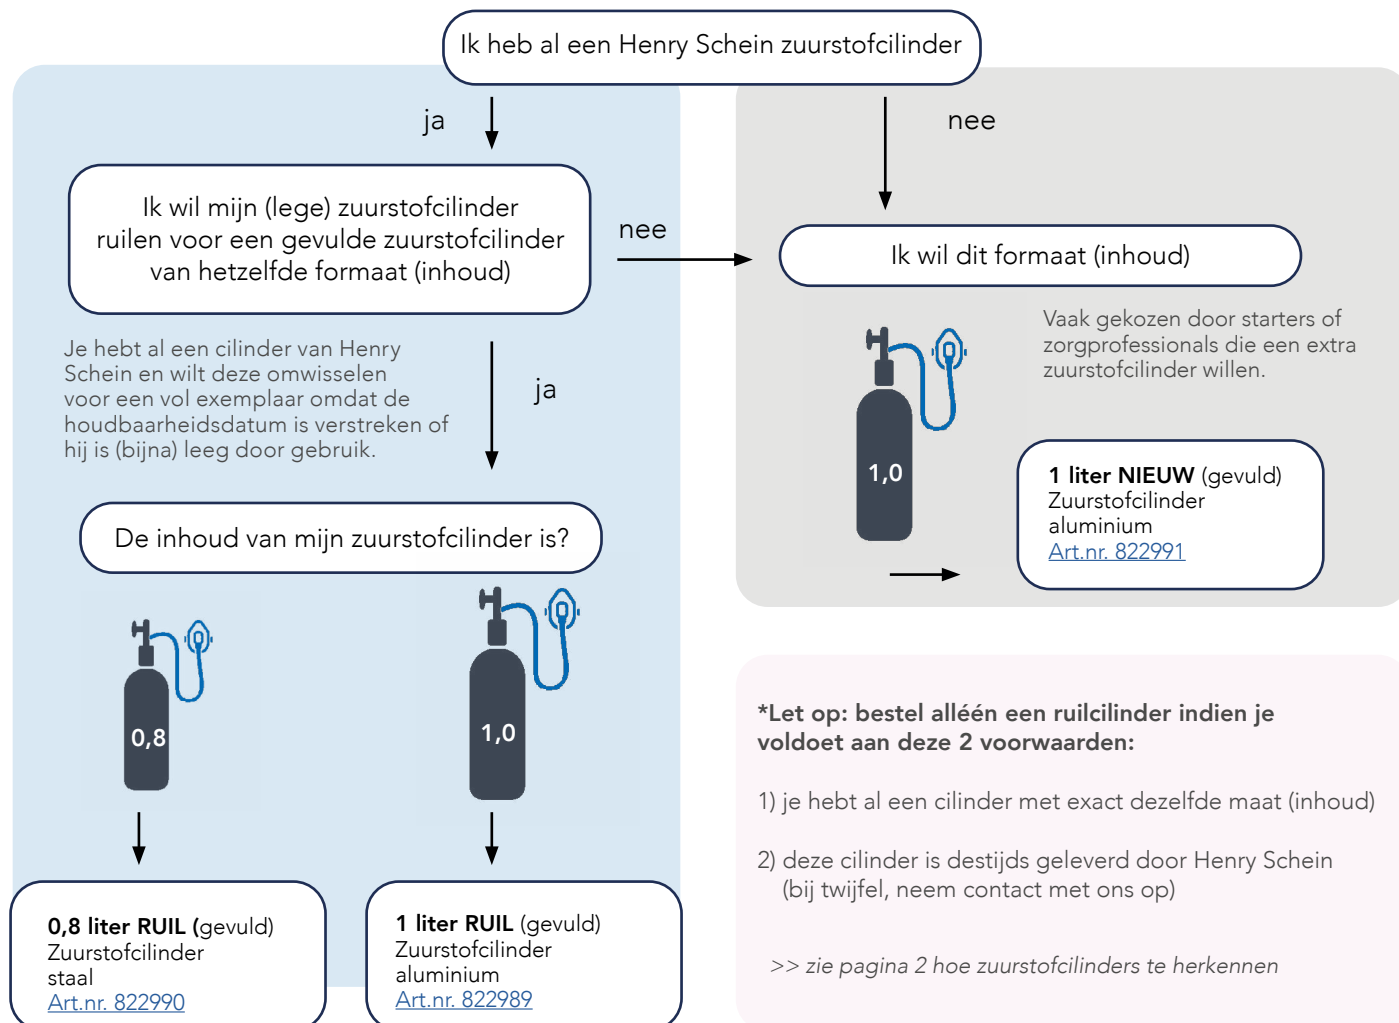 Ik heb al een Henry Schein zuurstofcilinder
ja
nee
Ik wil mijn (lege) zuurstofcilinder
ruilen voor een gevulde zuurstofcilinder
van hetzelfde formaat (inhoud)
nee
Ik wil dit formaat (inhoud)
Je hebt al een cilinder van Henry
Schein en wilt deze omwisselen
voor een vol exemplaar omdat de
houdbaarheidsdatum is verstreken of
hij is (bijna) leeg door gebruik.
ja
Vaak gekozen door starters of
zorgprofessionals die een extra
zuurstofcilinder willen.
1,0
1 liter NIEUW (gevuld)
Zuurstofcilinder
aluminium
Art.nr. 822991
De inhoud van mijn zuurstofcilinder is?
0,8
1,0
0,8 liter RUIL (gevuld)
Zuurstofcilinder
staal
Art.nr. 822990
1 liter RUIL (gevuld)
Zuurstofcilinder
aluminium
Art.nr. 822989
*Let op: bestel alléén een ruilcilinder indien je
voldoet aan deze 2 voorwaarden:
1) je hebt al een cilinder met exact dezelfde maat (inhoud)
2) deze cilinder is destijds geleverd door Henry Schein
(bij twijfel, neem contact met ons op)
>> zie pagina 2 hoe zuurstofcilinders te herkennen